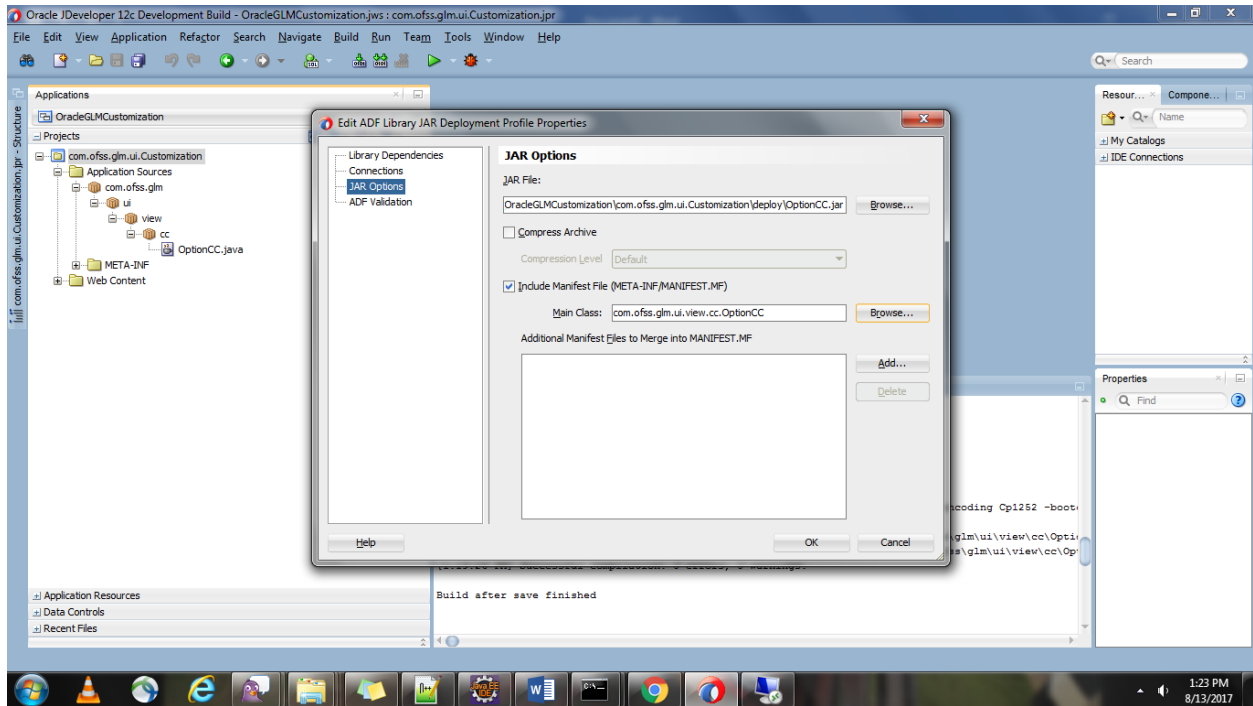 Oracle JDeveloper 12c Development Build - OracleGLMCustomization.jws : com.ofss.glm.ui.Customization.jpr
File Edit View Application Refactor Search Navigate Build Run Team Tools Window Help
Search
Applications
OracleGLMCustomization
Projects
com.ofss.glm.ui.Customization
Application Sources
com.ofss.glm
ui
view
cc
OptionCC.java
META-INF
Web Content
Application Resources
Data Controls
Recent Files
com.ofss.glm.ui.Customization.jpr - Structure
Edit ADF Library JAR Deployment Profile Properties
Library Dependencies
Connections
JAR Options
ADF Validation
JAR Options
JAR File:
OracleGLMCustomization\com.ofss.glm.ui.Customization\deploy\OptionCC.jar Browse...
Compress Archive
Compression Level Default
Include Manifest File (META-INF/MANIFEST.MF)
Main Class: com.ofss.glm.ui.view.cc.OptionCC Browse...
Additional Manifest Files to Merge into MANIFEST.MF
Add...
Delete
Help OK Cancel
ncoding Cp1252 -boot
\glm\ui\view\cc\Opti
ss\glm\ui\view\cc\Op
Build after save finished
Resour... Compone...
Name
My Catalogs
IDE Connections
Properties
Find
1:23 PM
8/13/2017